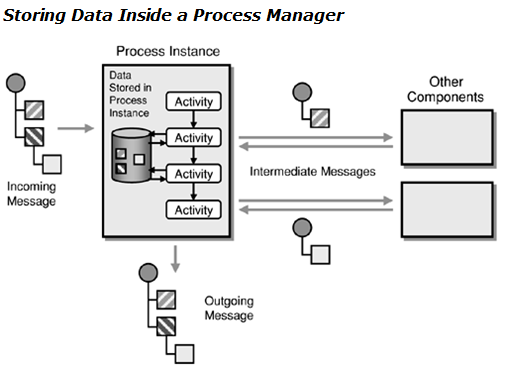 Storing Data Inside a Process Manager
Process Instance
Data
Stored in
Process
Instance
Activity
Activity
Activity
Activity
Other
Components
Incoming
Message
Intermediate Messages
Outgoing
Message